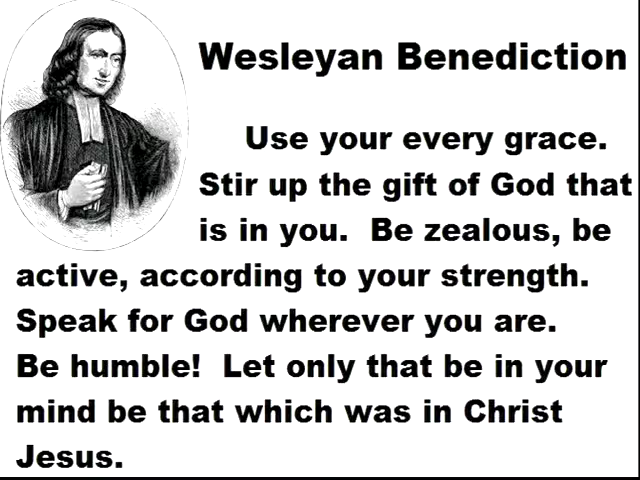 Wesleyan Benediction
Use your every grace.
Stir up the gift of God that
is in you.  Be zealous, be
active, according to your strength.
Speak for God wherever you are.
Be humble!  Let only that be in your
mind be that which was in Christ
Jesus.